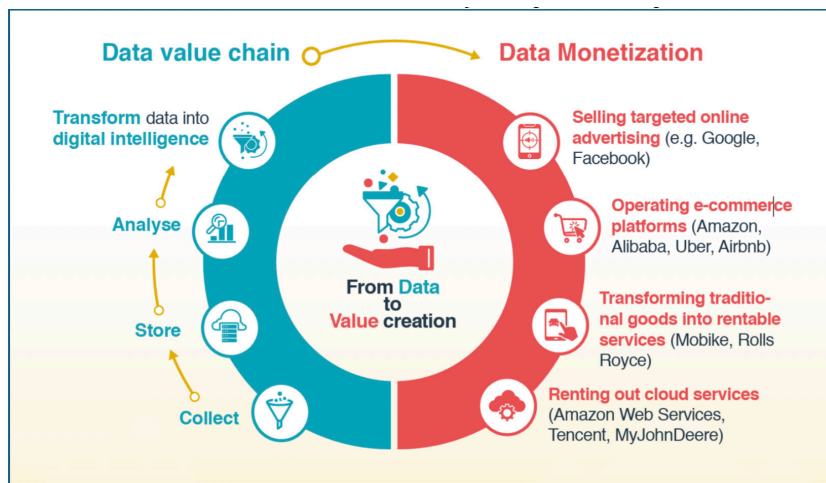 Data value chain
Data Monetization
Transform data into
digital intelligence
Analyse
Store
Collect
From Data
to
Value creation
Selling targeted online
advertising (e.g. Google,
Facebook)
Operating e-commerce
platforms (Amazon,
Alibaba, Uber, Airbnb)
Transforming traditio-
nal goods into rentable
services (Mobike, Rolls
Royce)
Renting out cloud services
(Amazon Web Services,
Tencent, MyJohnDeere)